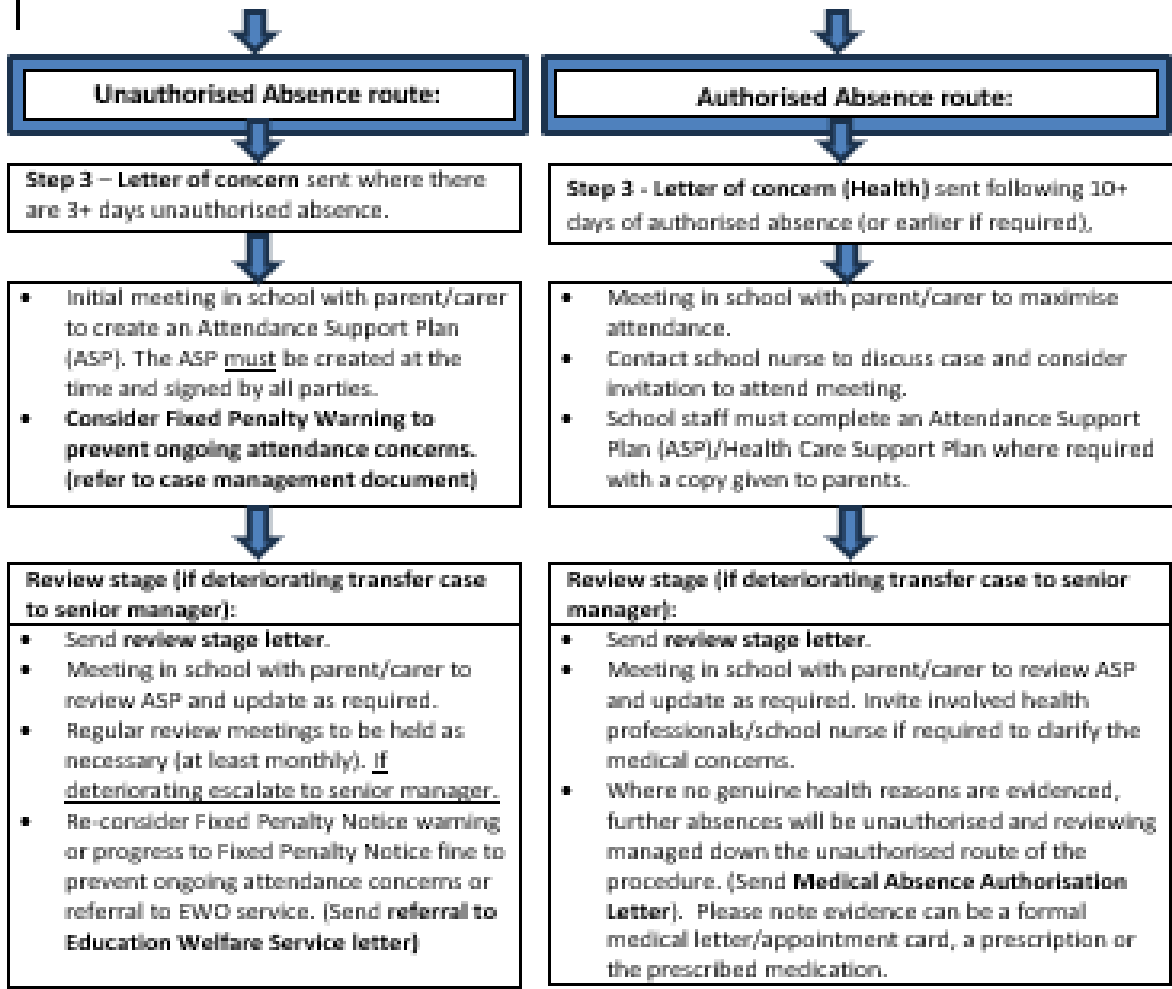 Unauthorised Absence route:
Step 3 – Letter of concern sent where there
are 3+ days unauthorised absence.
• Initial meeting in school with parent/carer
to create an Attendance Support Plan
(ASP). The ASP must be created at the
time and signed by all parties.
• Consider Fixed Penalty Warning to
prevent ongoing attendance concerns.
(refer to case management document)
Review stage (if deteriorating transfer case
to senior manager):
• Send review stage letter.
• Meeting in school with parent/carer to
review ASP and update as required.
• Regular review meetings to be held as
necessary (at least monthly). If
deteriorating escalate to senior manager.
• Re-consider Fixed Penalty Notice warning
or progress to Fixed Penalty Notice fine to
prevent ongoing attendance concerns or
referral to EWO service. (Send referral to
Education Welfare Service letter)
Authorised Absence route:
Step 3 - Letter of concern (Health) sent following 10+
days of authorised absence (or earlier if required),
• Meeting in school with parent/carer to maximise
attendance.
• Contact school nurse to discuss case and consider
invitation to attend meeting.
• School staff must complete an Attendance Support
Plan (ASP)/Health Care Support Plan where required
with a copy given to parents.
Review stage (if deteriorating transfer case to senior
manager):
• Send review stage letter.
• Meeting in school with parent/carer to review ASP
and update as required. Invite involved health
professionals/school nurse if required to clarify the
medical concerns.
• Where no genuine health reasons are evidenced,
further absences will be unauthorised and reviewing
managed down the unauthorised route of the
procedure. (Send Medical Absence Authorisation
Letter). Please note evidence can be a formal
medical letter/appointment card, a prescription or
the prescribed medication.